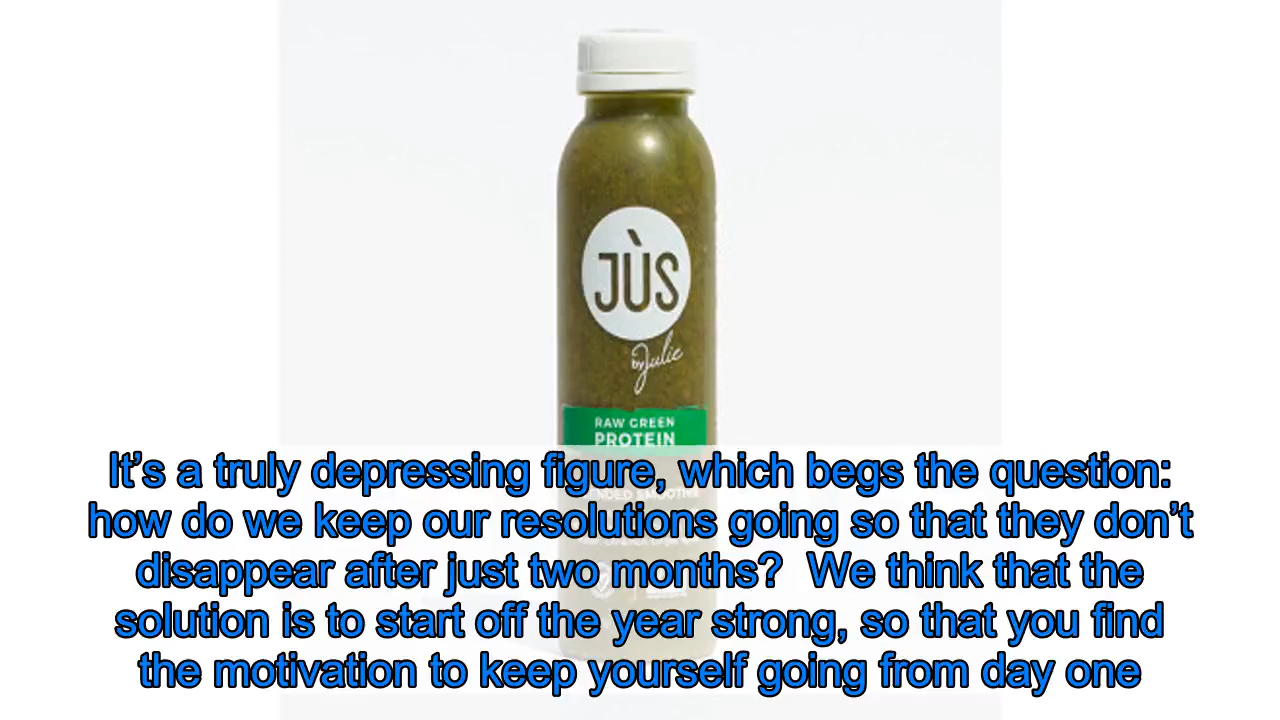 JÙS
by Julie
RAW GREEN
PROTEIN
It's a truly depressing figure, which begs the question:
how do we keep our resolutions going so that they don't
disappear after just two months?  We think that the
solution is to start off the year strong, so that you find
the motivation to keep yourself going from day one